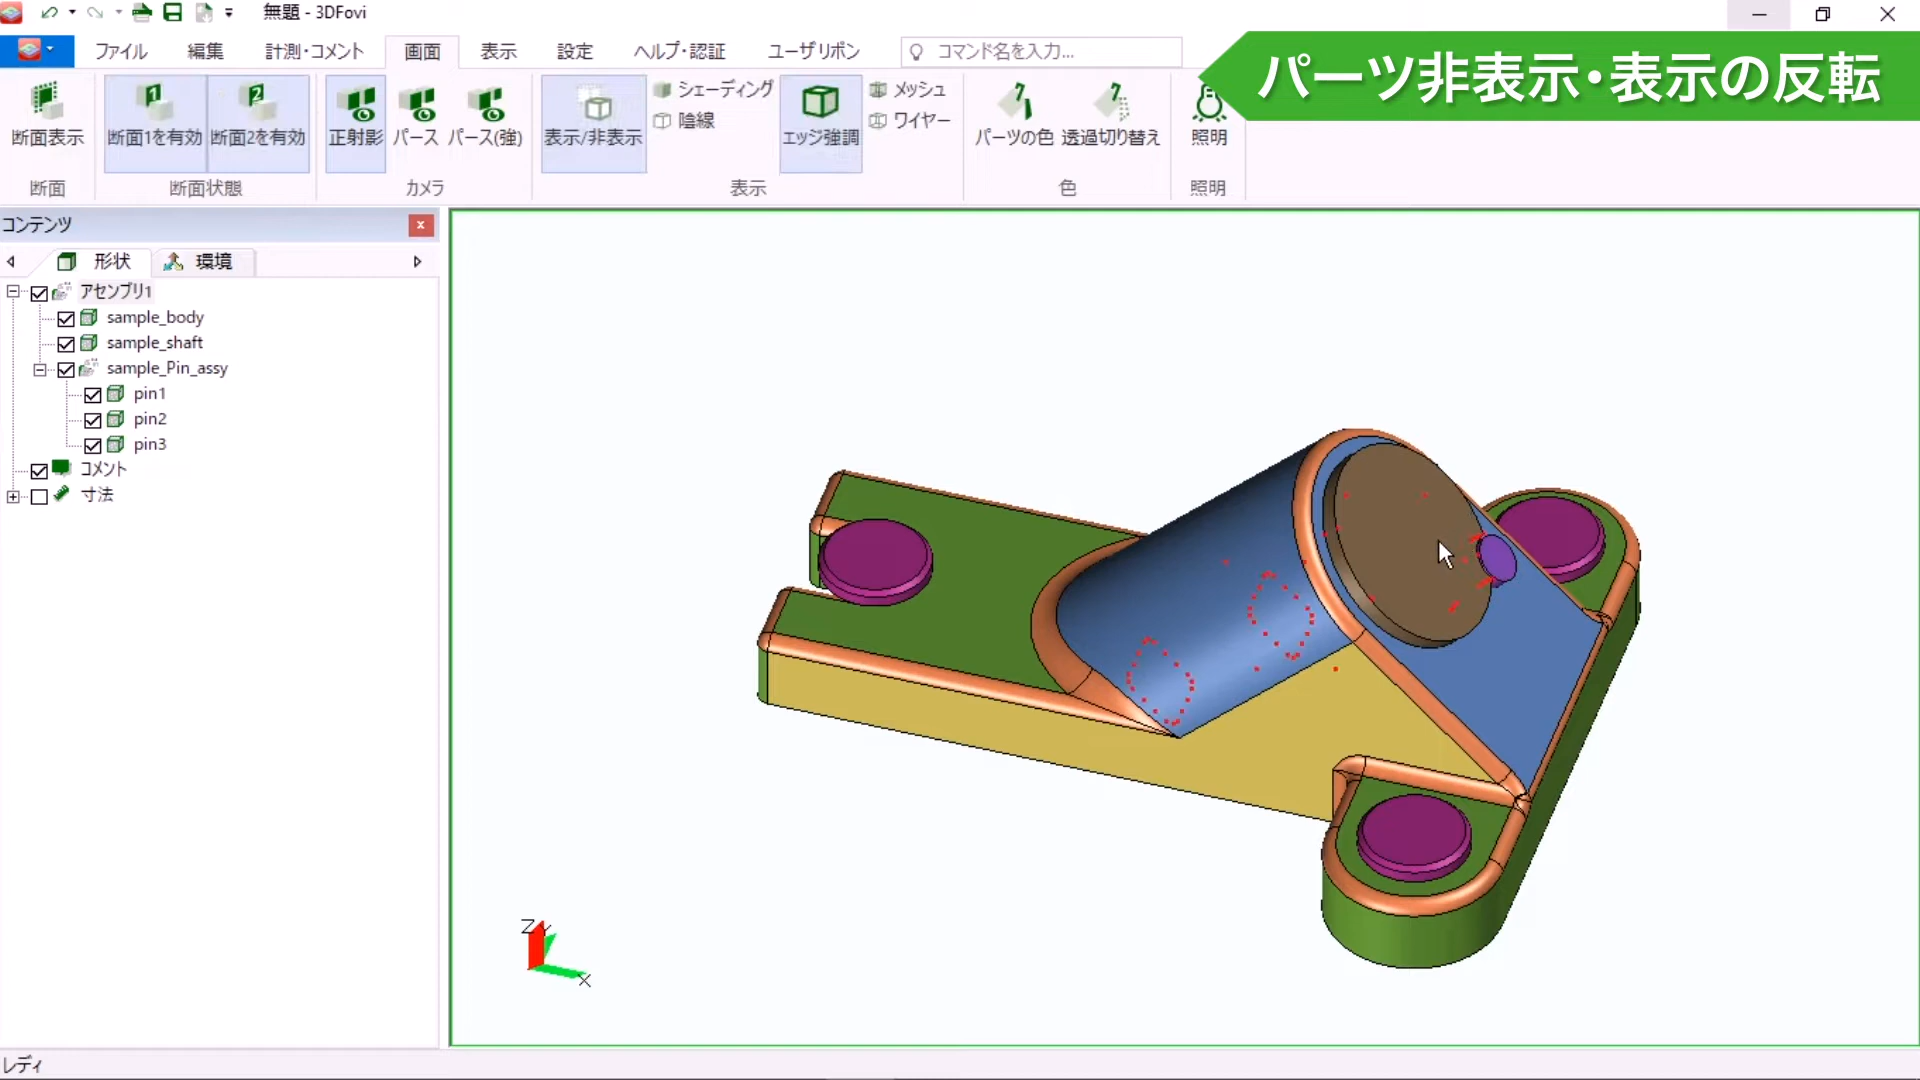 無題 - 3DFovi
ファイル 編集 計測・コメント 画面 表示 設定 ヘルプ・認証 ユーザリボン コマンド名を入力...
パーツ非表示・表示の反転
断面表示
断面
断面1を有効 断面2を有効
断面状態
正射影 パース パース(強)
カメラ
表示/非表示
シェーディング
陰線
エッジ強調
メッシュ
ワイヤー
表示
パーツの色 透過切り替え
色
照明
照明
コンテンツ
形状 環境
アセンブリ1
sample_body
sample_shaft
sample_Pin_assy
pin1
pin2
pin3
コメント
寸法
Z Y
X
レディ